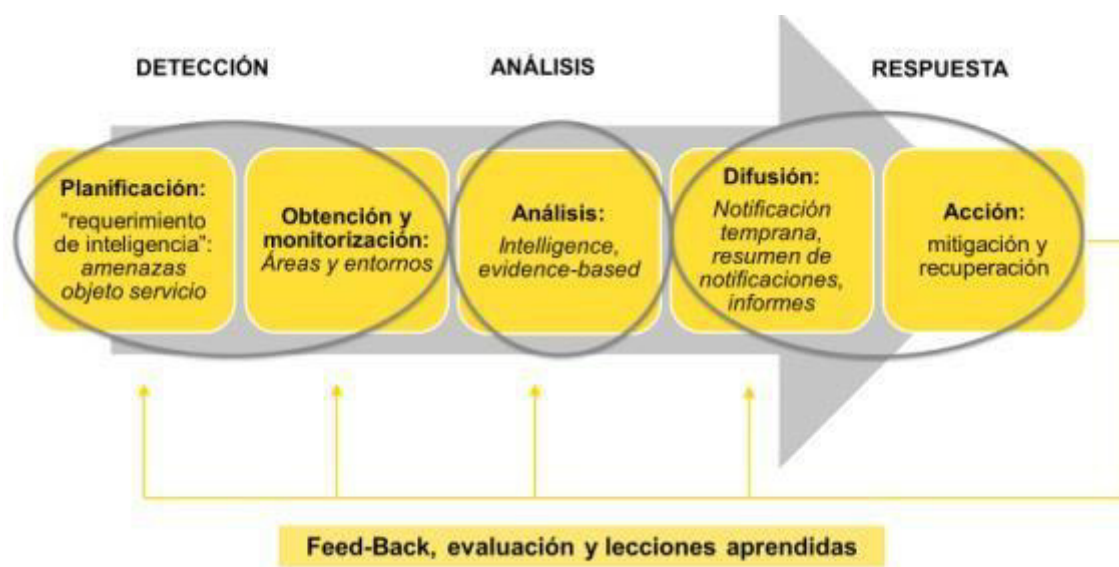 DETECCIÓN
ANÁLISIS
RESPUESTA
Planificación:
“requerimiento
de inteligencia”:
amenazas
objeto servicio
Obtención y
monitorización:
Áreas y entornos
Análisis:
Intelligence,
evidence-based
Difusión:
Notificación
temprana,
resumen de
notificaciones,
informes
Acción:
mitigación y
recuperación
Feed-Back, evaluación y lecciones aprendidas